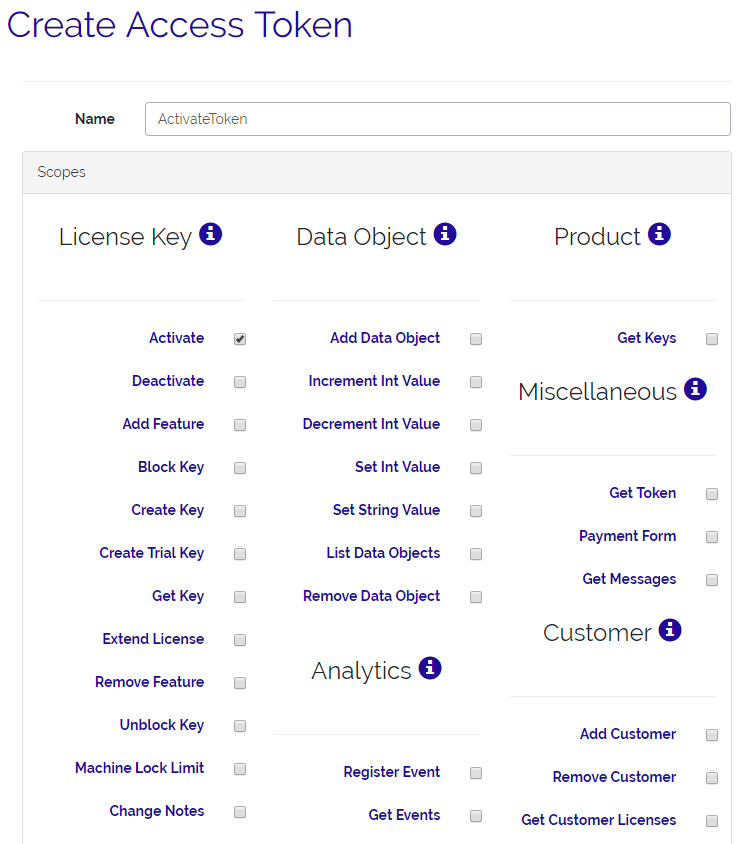 Create Access Token
Name
ActivateToken
Scopes
License Key
Activate
Deactivate
Add Feature
Block Key
Create Key
Create Trial Key
Get Key
Extend License
Remove Feature
Unblock Key
Machine Lock Limit
Change Notes
Data Object
Add Data Object
Increment Int Value
Decrement Int Value
Set Int Value
Set String Value
List Data Objects
Remove Data Object
Analytics
Register Event
Get Events
Product
Get Keys
Miscellaneous
Get Token
Payment Form
Get Messages
Customer
Add Customer
Remove Customer
Get Customer Licenses